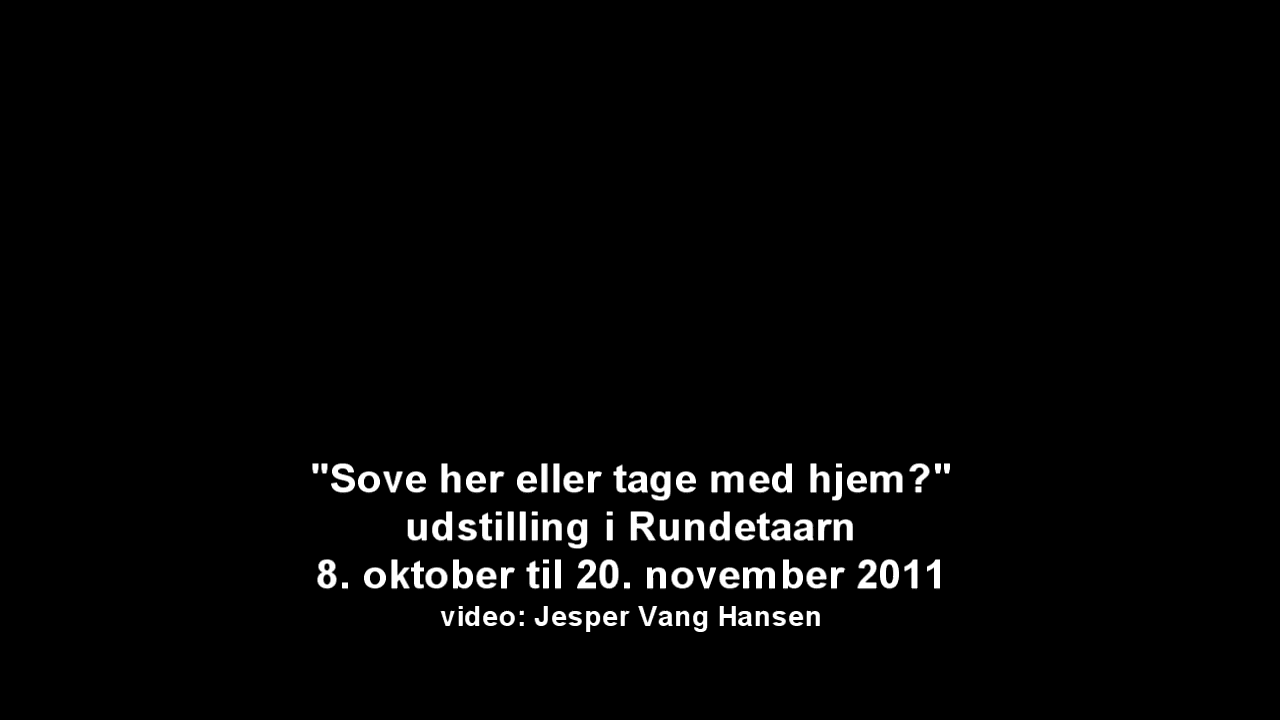 "Sove her eller tage med hjem?"
udstilling i Rundetaarn
8. oktober til 20. november 2011
video: Jesper Vang Hansen